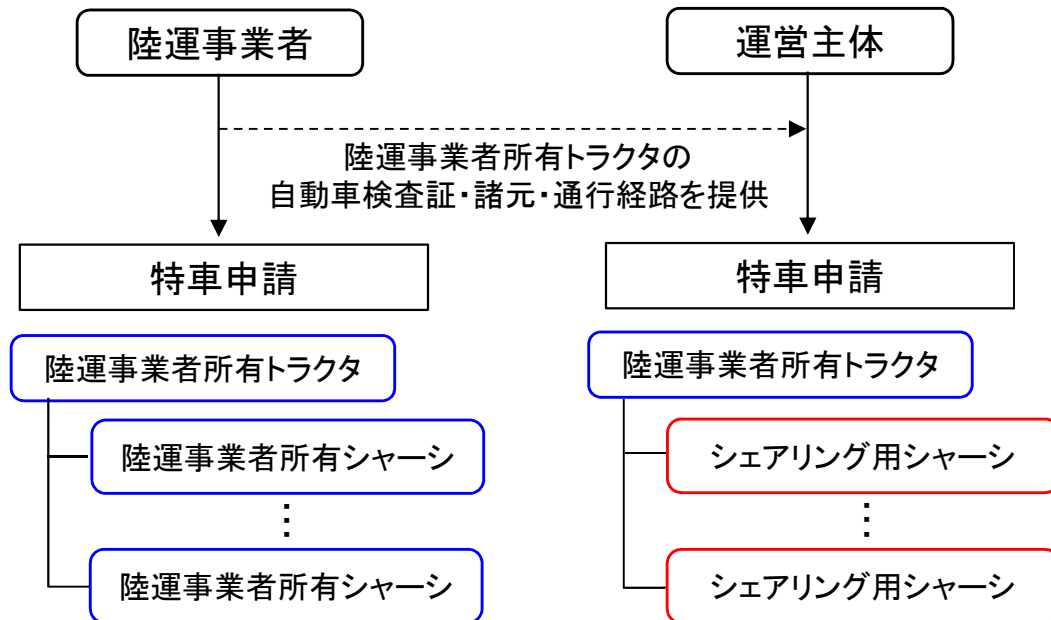 陸運事業者
運営主体
陸運事業者所有トラクタの
自動車検査証・諸元・通行経路を提供
特車申請
特車申請
陸運事業者所有トラクタ
陸運事業者所有シャーシ
⋮
陸運事業者所有シャーシ
陸運事業者所有トラクタ
シェアリング用シャーシ
⋮
シェアリング用シャーシ